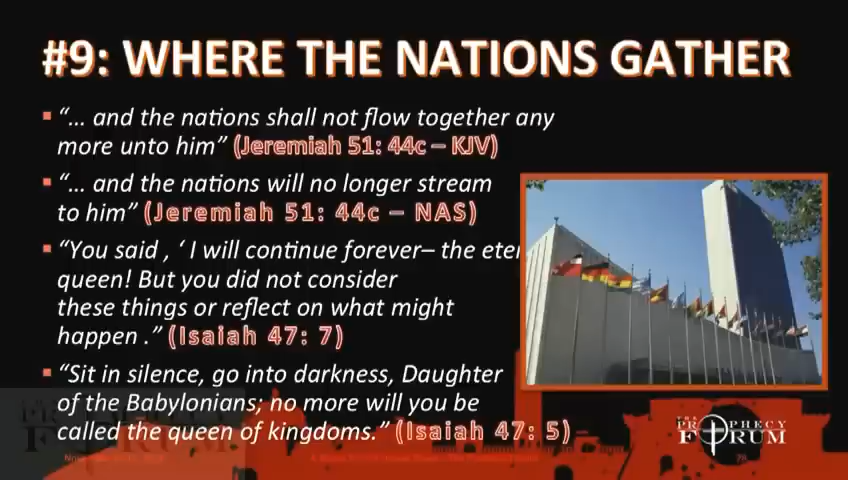 #9: WHERE THE NATIONS GATHER
“… and the nations shall not flow together any
more unto him” (Jeremiah 51: 44c – KJV)
“… and the nations will no longer stream
to him” (Jeremiah 51: 44c – NAS)
“You said , ‘ I will continue forever– the eter
queen! But you did not consider
these things or reflect on what might
happen .” (Isaiah 47: 7)
“Sit in silence, go into darkness, Daughter
of the Babylonians; no more will you be
called the queen of kingdoms.” (Isaiah 47: 5)
THE
PROPHECY
FORUM